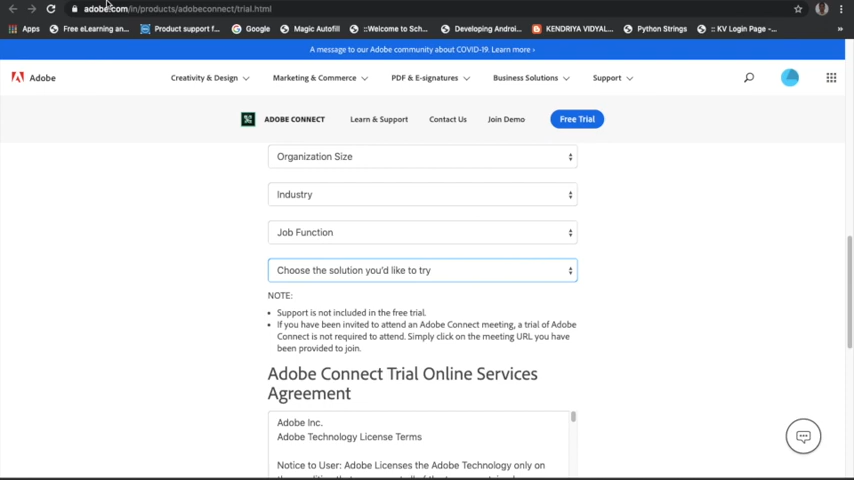 adobe.com/in/products/adobeconnect/trial.html
Apps Free eLearning an... Product support f... Google Magic Autofill ::Welcome to Sch... Developing Android... KENDRIYA VIDYAL... Python Strings :: KV Login Page -... »
A message to our Adobe community about COVID-19. Learn more ›
Adobe Creativity & Design Marketing & Commerce PDF & E-signatures Business Solutions Support
ADOBE CONNECT Learn & Support Contact Us Join Demo Free Trial
Organization Size
Industry
Job Function
Choose the solution you'd like to try
NOTE:
• Support is not included in the free trial.
• If you have been invited to attend an Adobe Connect meeting, a trial of Adobe
Connect is not required to attend. Simply click on the meeting URL you have
been provided to join.
Adobe Connect Trial Online Services
Agreement
Adobe Inc.
Adobe Technology License Terms
Notice to User: Adobe Licenses the Adobe Technology only on